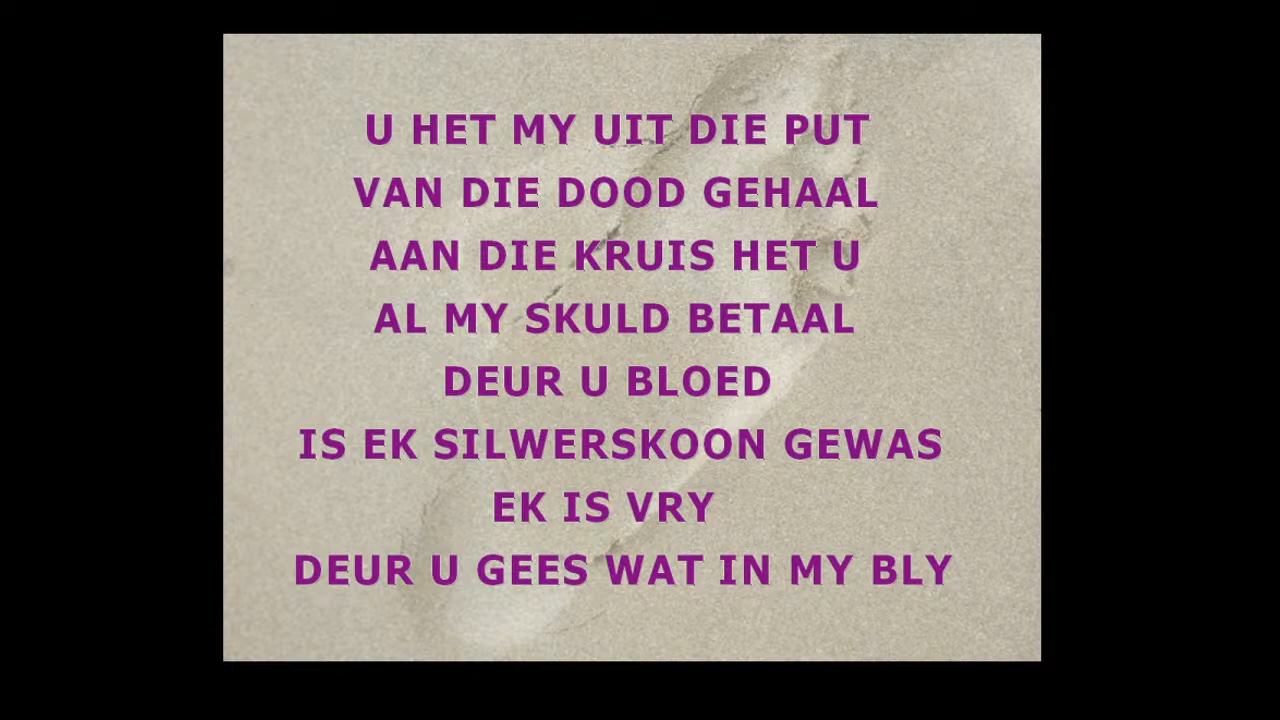 U HET MY UIT DIE PUT
VAN DIE DOOD GEHAAL
AAN DIE KRUIS HET U
AL MY SKULD BETAAL
DEUR U BLOED
IS EK SILWERSKOON GEWAS
EK IS VRY
DEUR U GEES WAT IN MY BLY